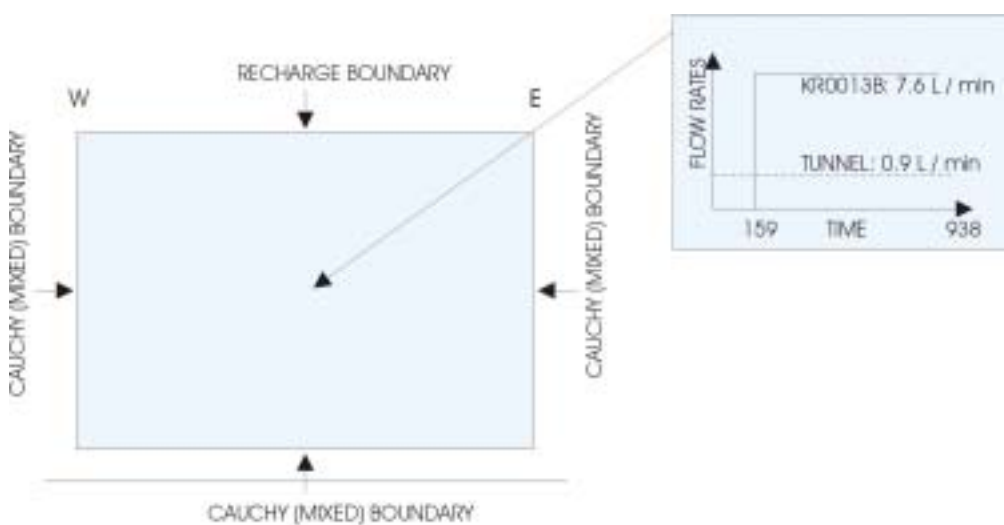 RECHARGE BOUNDARY
W
E
CAUCHY (MIXED) BOUNDARY
CAUCHY (MIXED) BOUNDARY
CAUCHY (MIXED) BOUNDARY
FLOW RATES
KR0013B: 7.6 L / min
TUNNEL: 0.9 L / min
159
TIME
938